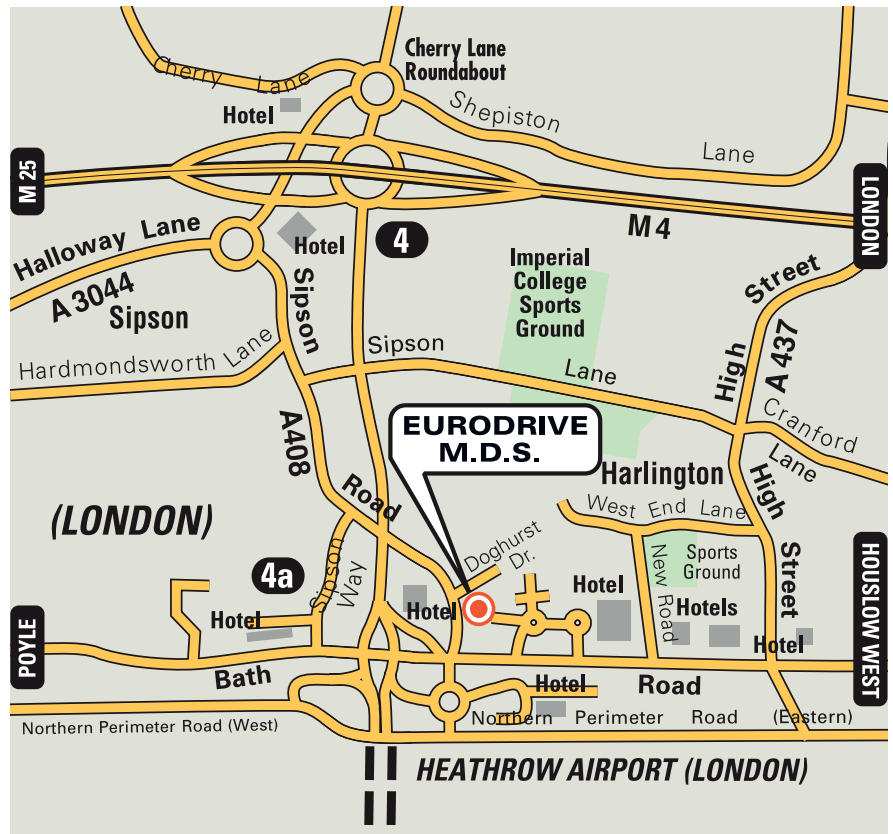 Cherry Lane
Roundabout
Cherry Lane
Hotel
Shepiston
Lane
M 25
LONDON
M 4
4
Halloway Lane
A 3044
Hotel
Sipson
Sipson
Imperial
College
Sports
Ground
High Street
A 437
Hardmondsworth Lane
Sipson
Lane
Cranford
Lane
A408
Road
EURODRIVE
M.D.S.
Harlington
High
Street
West End Lane
(LONDON)
Doghurst
Dr.
New Road
Sports
Ground
4a
Sipson
Way
Hotel
Hotel
Hotel
Hotels
Hotel
POYLE
HOUSLOW WEST
Bath
Road
Hotel
Northern Perimeter Road (West)
Northern Perimeter Road (Eastern)
HEATHROW AIRPORT (LONDON)